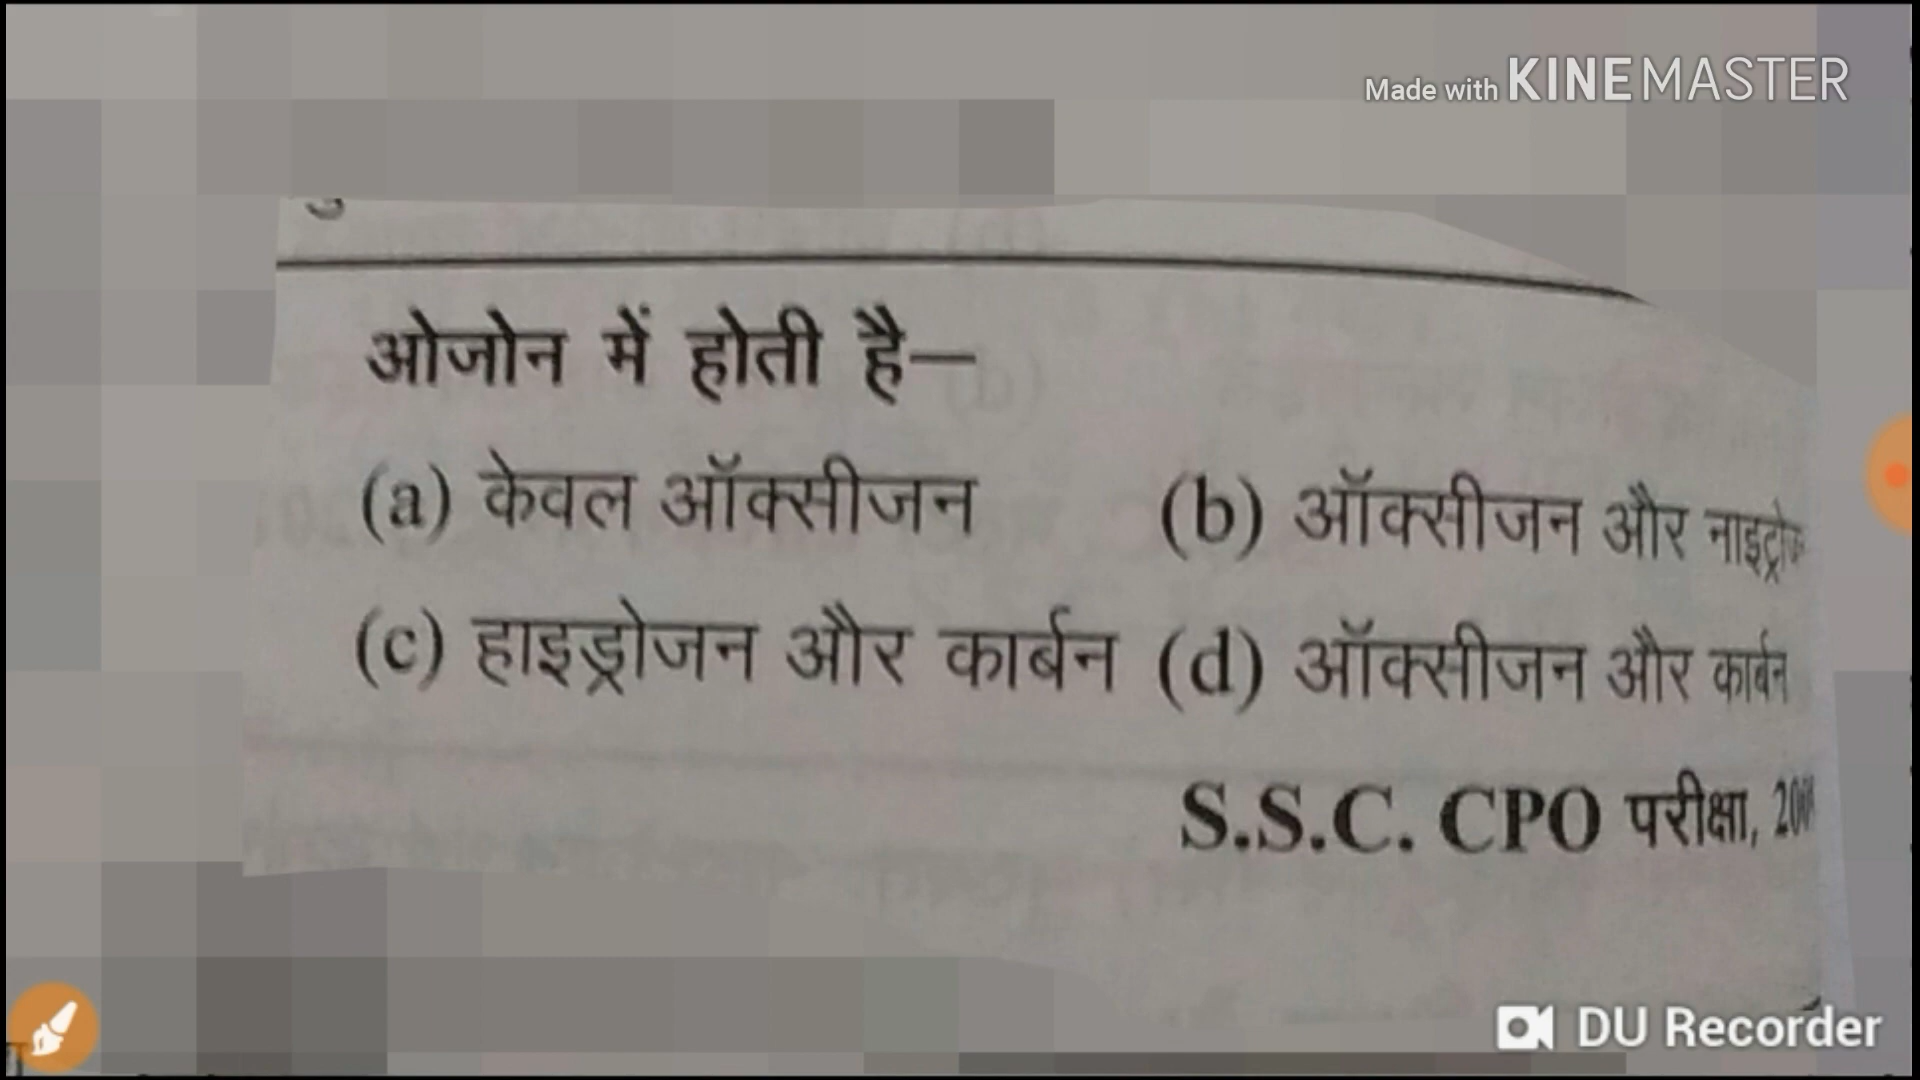 Made with KINEMASTER
ओजोन में होती है—
(a) केवल ऑक्सीजन (b) ऑक्सीजन और
(c) हाइड्रोजन और कार्बन (d) ऑक्सीजन और कार्बन
S.S.C. CPO परीक्षा,
DU Recorder